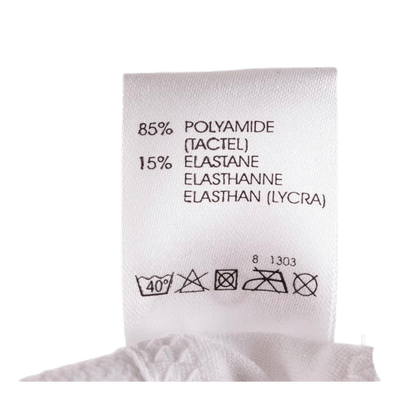 85% POLYAMIDE
(TACTEL)
15% ELASTANE
ELASTHANNE
ELASTHAN (LYCRA)
8 1303
40°